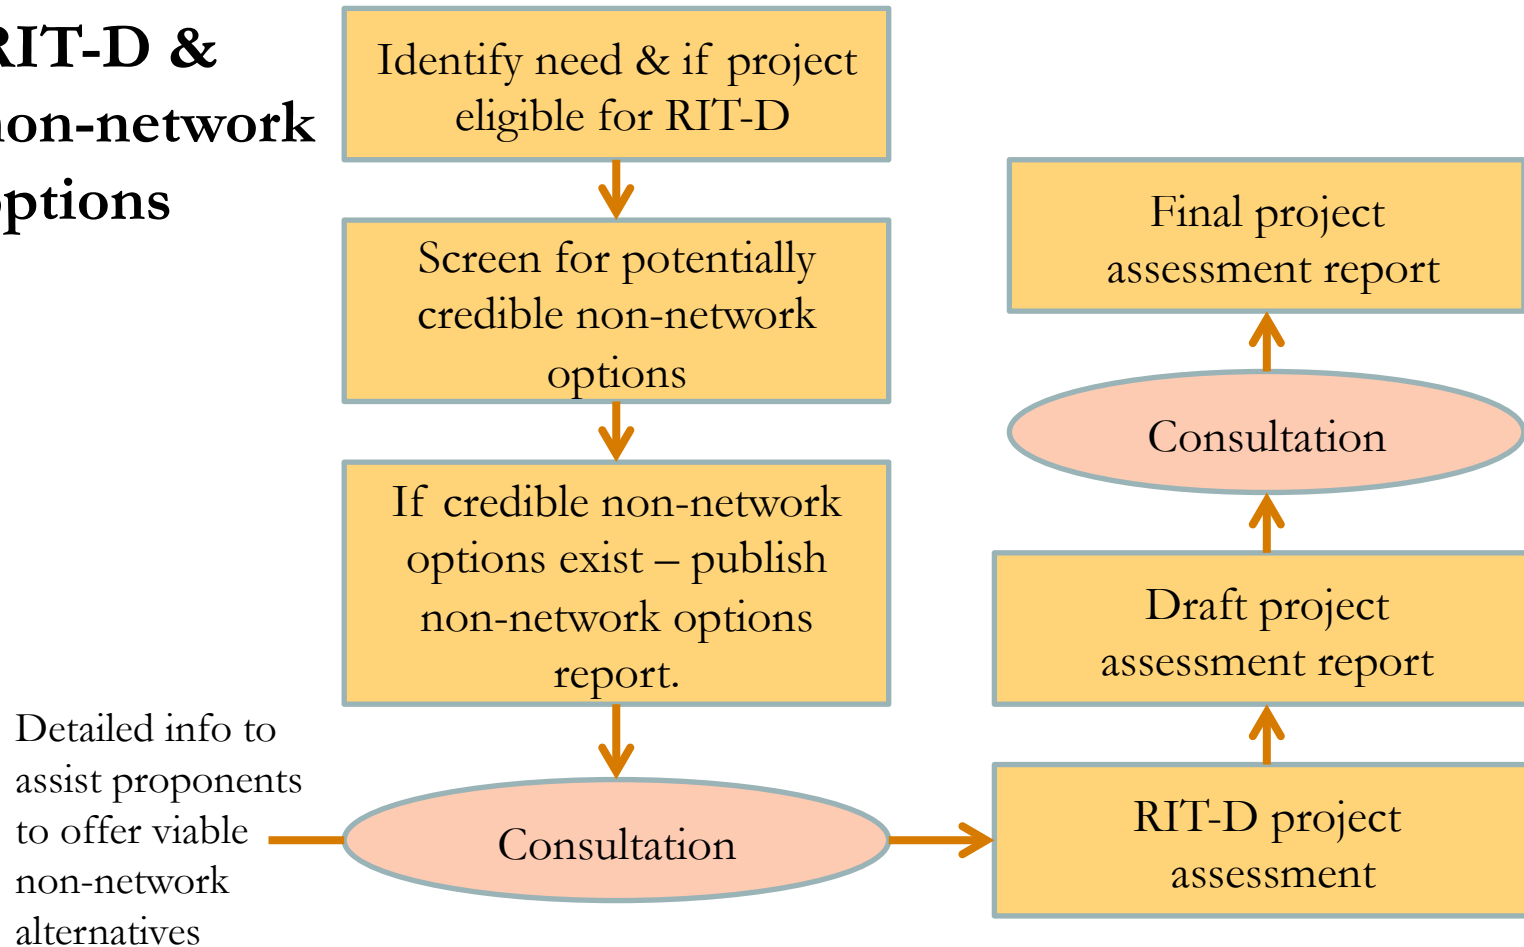 RIT-D &
non-network
options
Identify need & if project
eligible for RIT-D
Screen for potentially
credible non-network
options
If credible non-network
options exist – publish
non-network options
report.
Detailed info to
assist proponents
to offer viable
non-network
alternatives
Consultation
RIT-D project
assessment
Draft project
assessment report
Consultation
Final project
assessment report